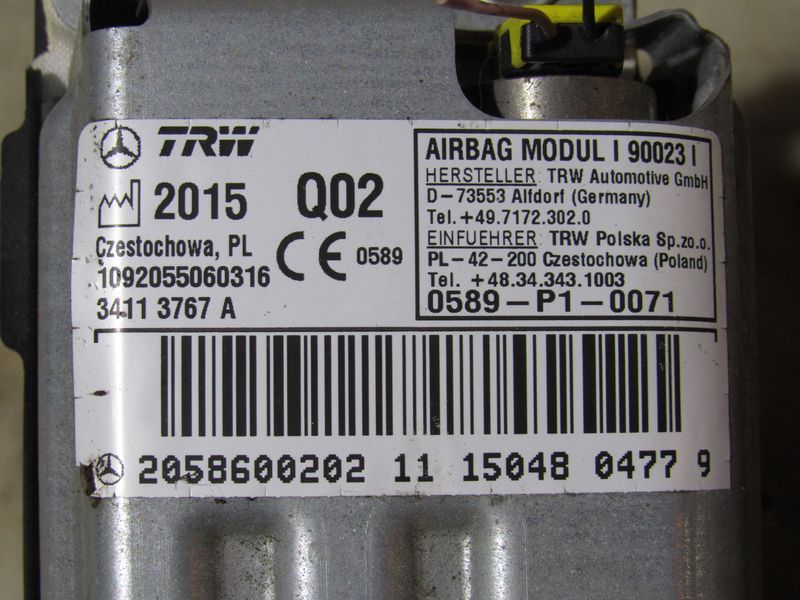 TRW
2015 Q02
Czestochowa, PL
CE 0589
1092055060316
3411 3767 A
AIRBAG MODUL I 90023 I
HERSTELLER: TRW Automotive GmbH
D-73553 Alfdorf (Germany)
Tel.+49.7172.302.0
EINFUEHRER: TRW Polska Sp.zo.o.
PL-42-200 Czestochowa (Poland)
Tel. +48.34.343.1003
0589-P1-0071
2058600202 11 15048 0477 9